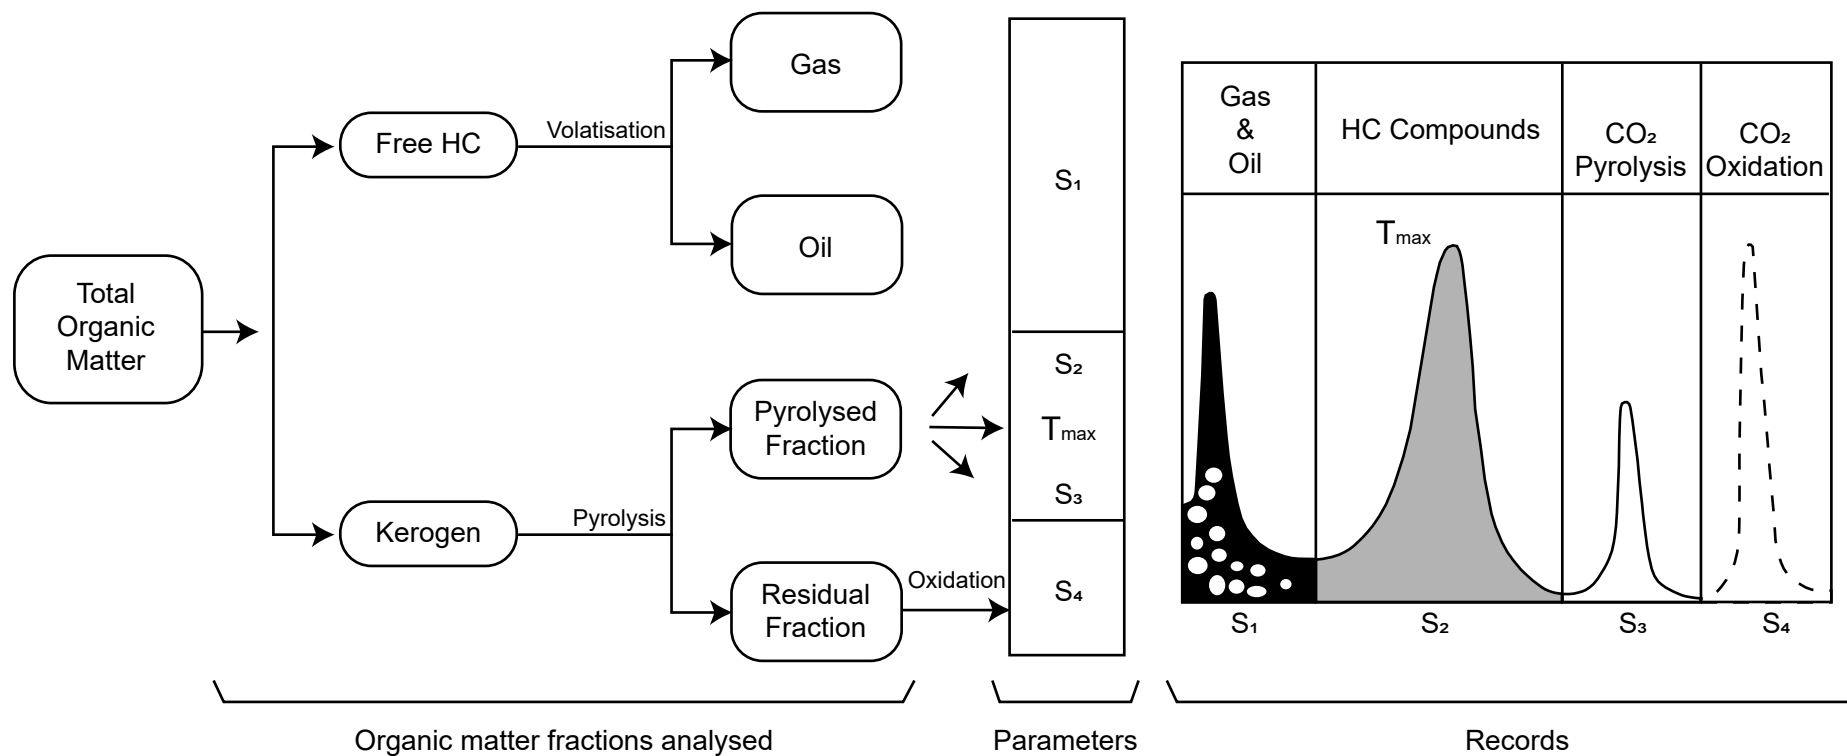 Total
Organic
Matter
Free HC
Volatisation
Gas
Oil
Kerogen
Pyrolysis
Pyrolysed
Fraction
Residual
Fraction
Oxidation
S₁
S₂
Tmax
S₃
S₄
Gas
&
Oil
HC Compounds
CO₂
Pyrolysis
CO₂
Oxidation
Tmax
S₁
S₂
S₃
S₄
Organic matter fractions analysed
Parameters
Records